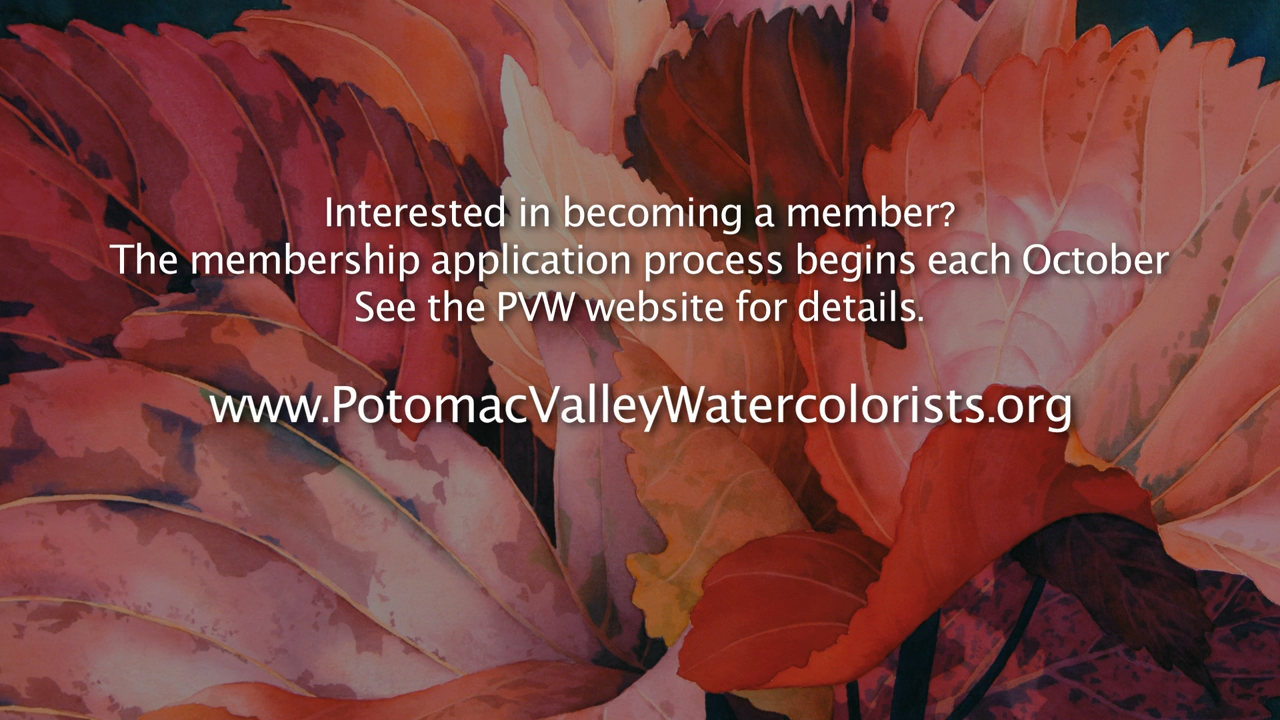 Interested in becoming a member?
The membership application process begins each October
See the PVW website for details.
www.PotomacValleyWatercolorists.org